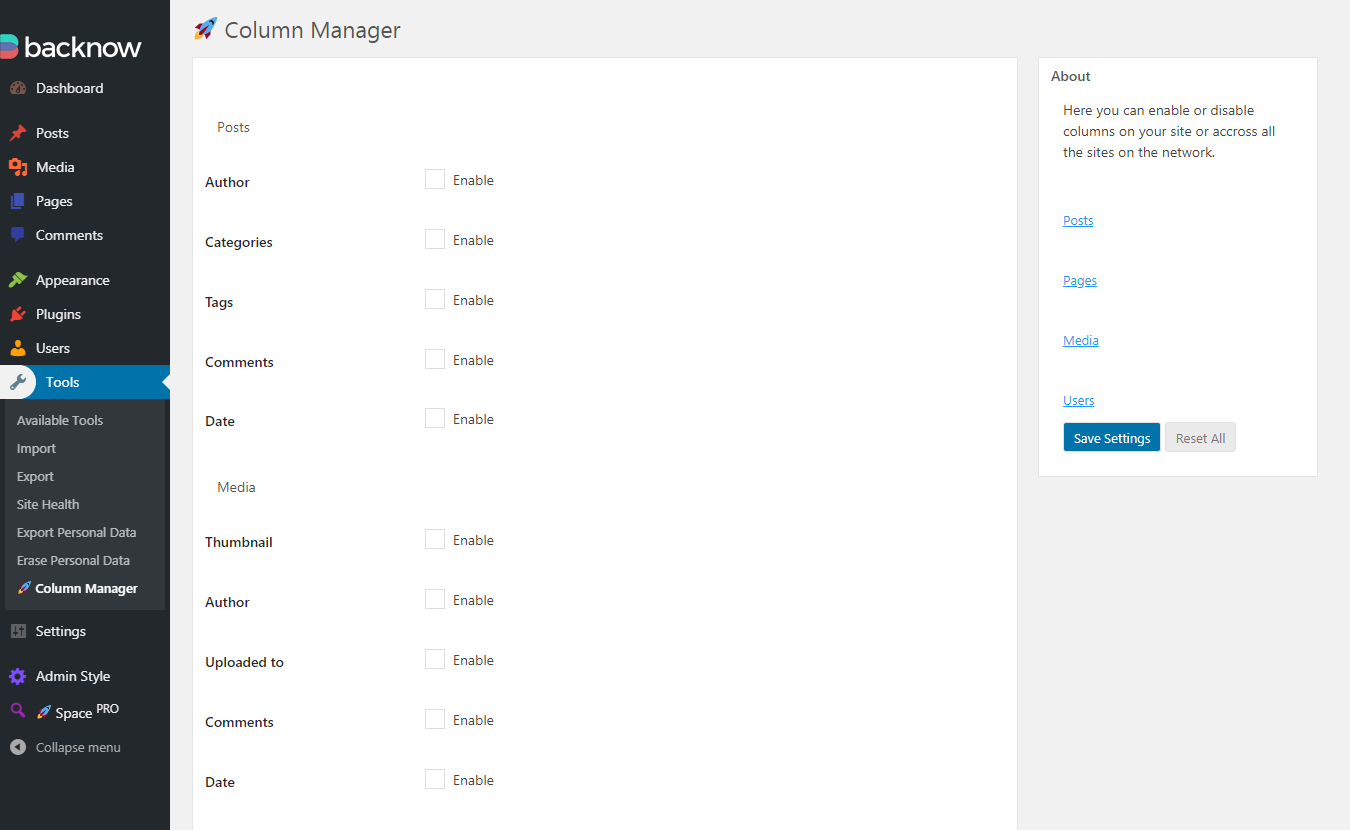 backnow
Dashboard
Posts
Media
Pages
Comments
Appearance
Plugins
Users
Tools
Available Tools
Import
Export
Site Health
Export Personal Data
Erase Personal Data
Column Manager
Settings
Admin Style
Space PRO
Collapse menu
Column Manager
Posts
Author Enable
Categories Enable
Tags Enable
Comments Enable
Date Enable
Media
Thumbnail Enable
Author Enable
Uploaded to Enable
Comments Enable
Date Enable
About
Here you can enable or disable
columns on your site or accross all
the sites on the network.
Posts
Pages
Media
Users
Save Settings Reset All